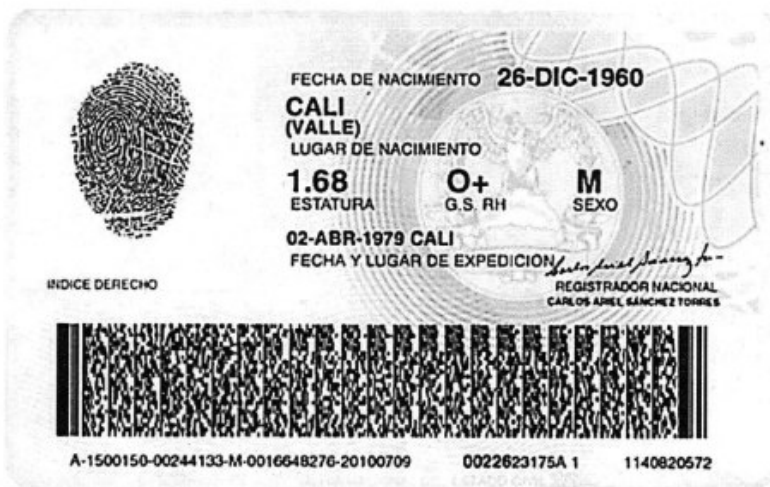 FECHA DE NACIMIENTO 26-DIC-1960
CALI
(VALLE)
LUGAR DE NACIMIENTO
1.68 O+ M
ESTATURA G.S. RH SEXO
02-ABR-1979 CALI
FECHA Y LUGAR DE EXPEDICION
INDICE DERECHO
REGISTRADOR NACIONAL
CARLOS ARIEL SANCHEZ TORRES
A-1500150-00244133-M-0016648276-20100709 0022623175A 1 1140820572